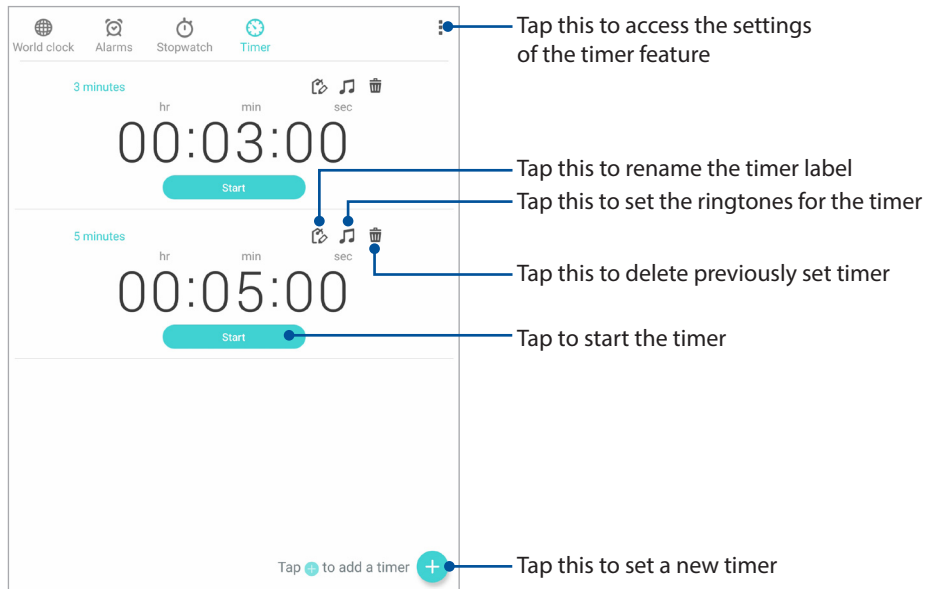 World clock Alarms Stopwatch Timer
Tap this to access the settings
of the timer feature
3 minutes
hr min sec
00:03:00
Start
Tap this to rename the timer label
Tap this to set the ringtones for the timer
5 minutes
hr min sec
00:05:00
Tap this to delete previously set timer
Start
Tap to start the timer
Tap + to add a timer +
Tap this to set a new timer